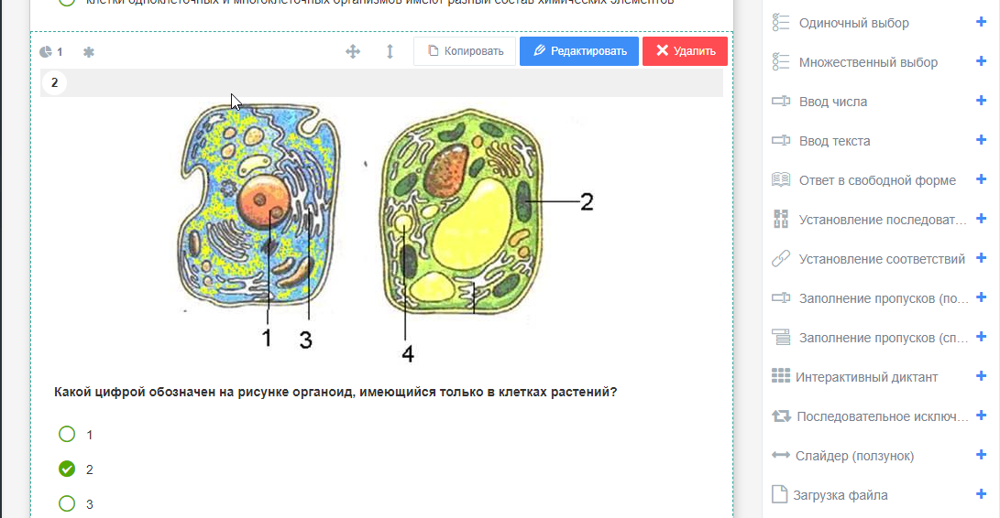 клетки одноклеточных и многоклеточных организмов имеют разный состав химических элементов
1
Копировать
Редактировать
Удалить
2
2
1
3
4
Какой цифрой обозначен на рисунке органоид, имеющийся только в клетках растений?
1
2
3
Одиночный выбор
Множественный выбор
Ввод числа
Ввод текста
Ответ в свободной форме
Установление последоват...
Установление соответствий
Заполнение пропусков (по...
Заполнение пропусков (сп...
Интерактивный диктант
Последовательное исключ...
Слайдер (ползунок)
Загрузка файла